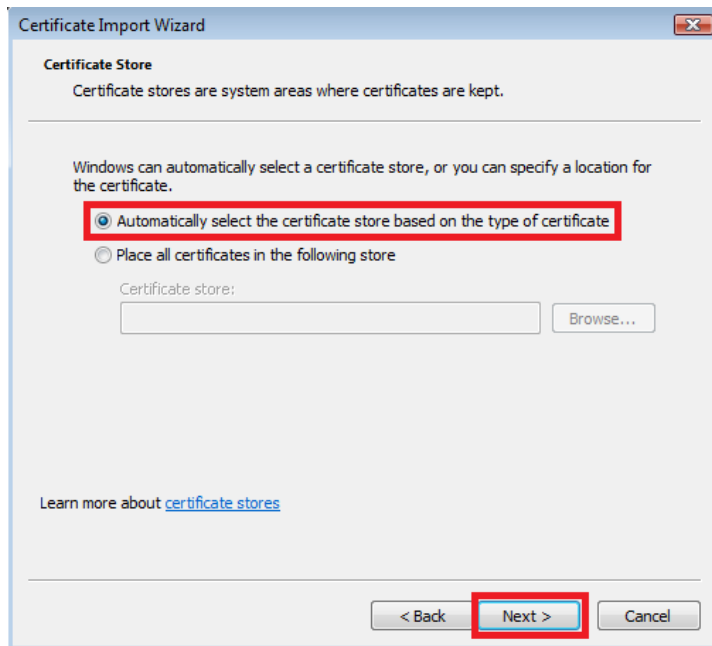 Certificate Import Wizard
Certificate Store
Certificate stores are system areas where certificates are kept.
Windows can automatically select a certificate store, or you can specify a location for
the certificate.
Automatically select the certificate store based on the type of certificate
Place all certificates in the following store
Certificate store:
Browse...
Learn more about certificate stores
< Back Next > Cancel